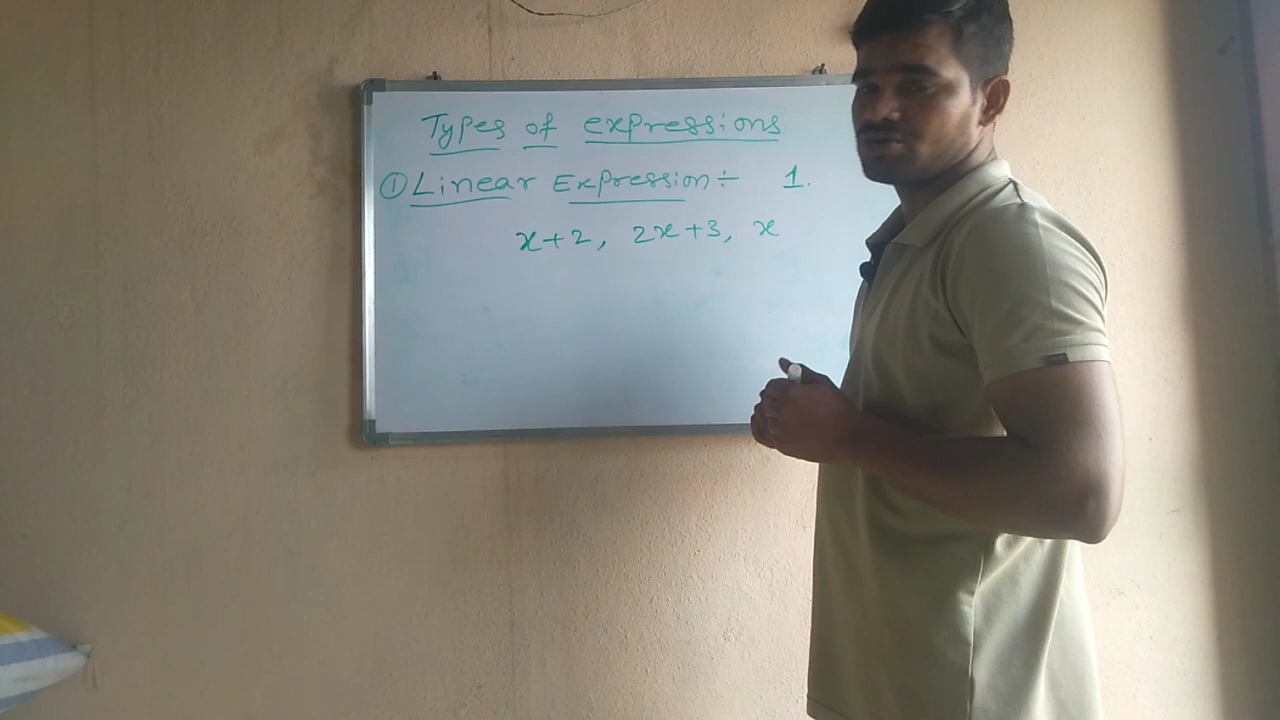 Types of expressions
① Linear Expression ÷ 1.
x+2, 2x+3, x